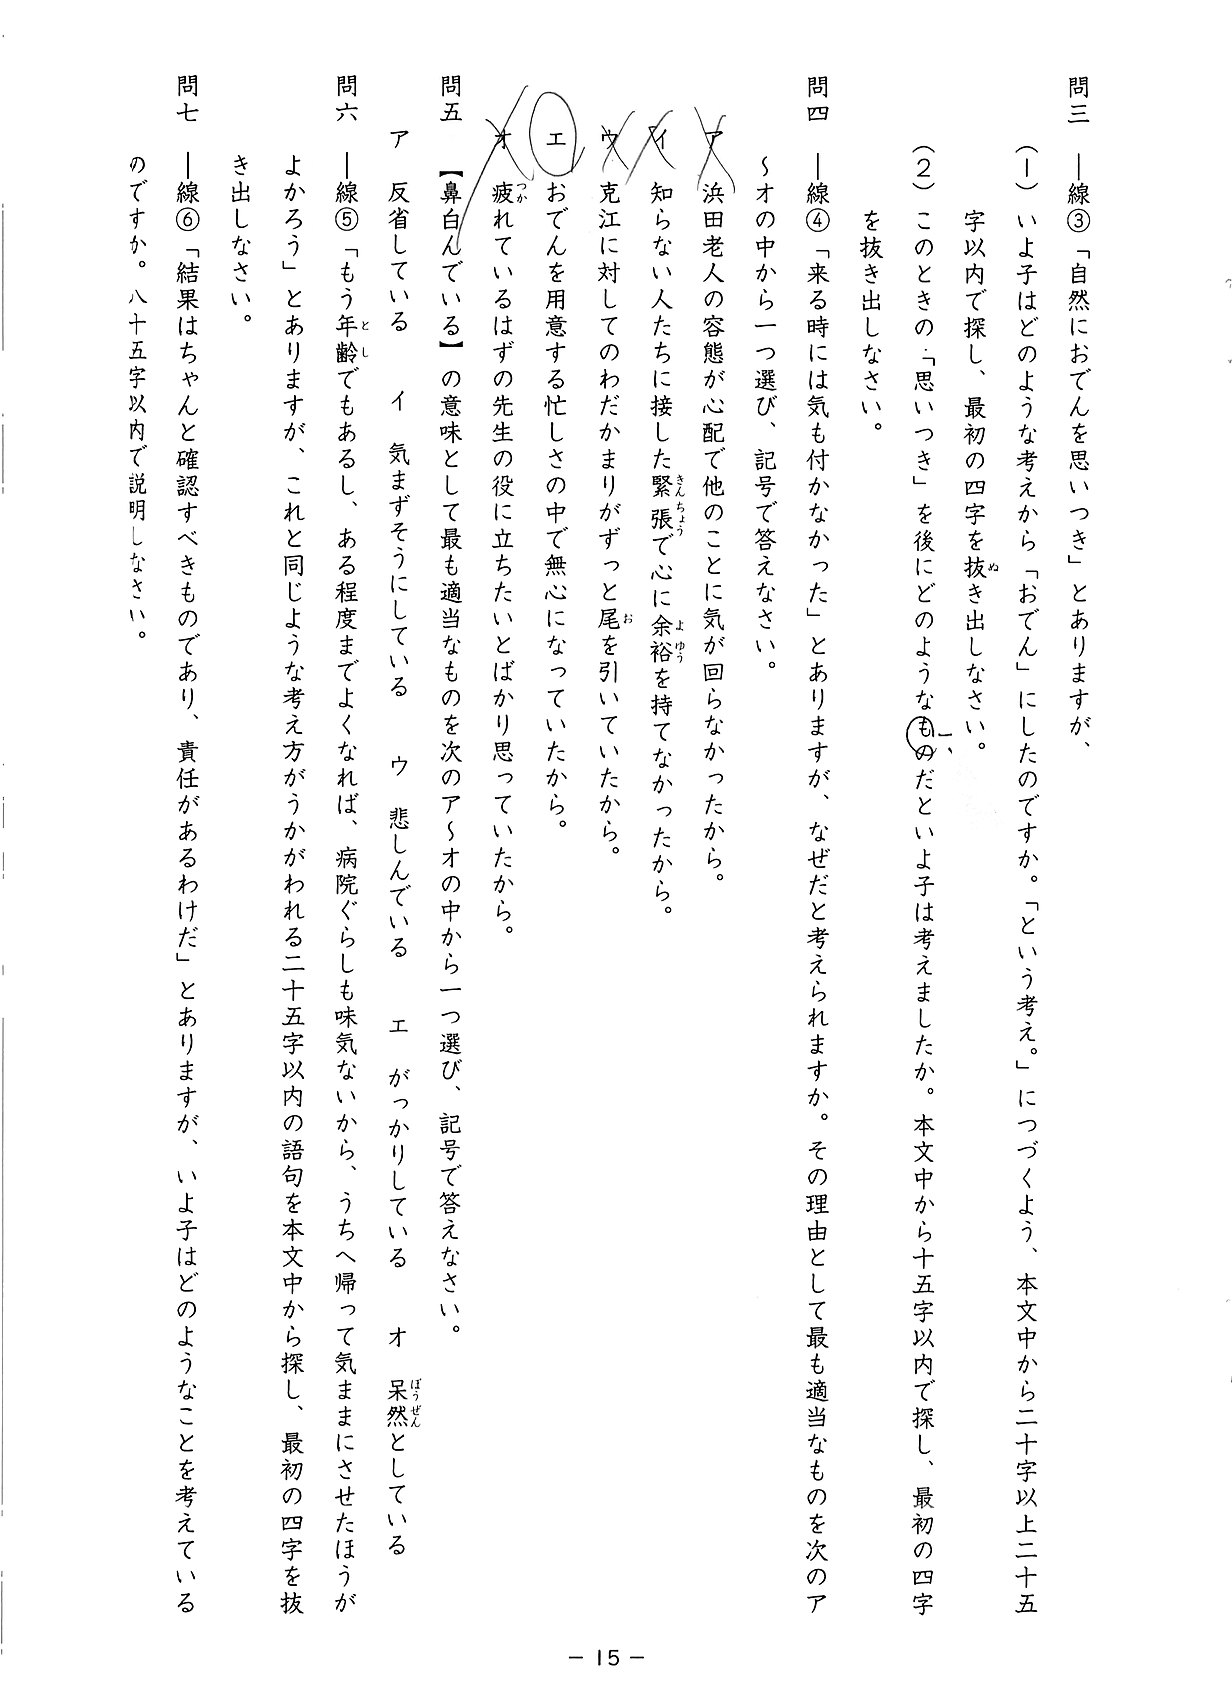 問三　―線③「自然におでんを思いつき」とありますが、
（１）いよ子はどのような考えから「おでん」にしたのですか。「という考え。」につづくよう、本文中から二十字以上二十五
字以内で探し、最初の四字を抜き出しなさい。
（２）このときの「思いつき」を後にどのようなものだといよ子は考えましたか。本文中から十五字以内で探し、最初の四字
を抜き出しなさい。
問四　―線④「来る時には気も付かなかった」とありますが、なぜだと考えられますか。その理由として最も適当なものを次のア
～オの中から一つ選び、記号で答えなさい。
ア　浜田老人の容態が心配で他のことに気が回らなかったから。
イ　知らない人たちに接した緊張で心に余裕を持てなかったから。
ウ　克江に対してのわだかまりがずっと尾を引いていたから。
エ　おでんを用意する忙しさの中で無心になっていたから。
オ　疲れているはずの先生の役に立ちたいとばかり思っていたから。
問五　【鼻白んでいる】の意味として最も適当なものを次のア～オの中から一つ選び、記号で答えなさい。
ア　反省している　イ　気まずそうにしている　ウ　悲しんでいる　エ　がっかりしている　オ　呆然としている
問六　―線⑤「もう年齢でもあるし、ある程度までよくなれば、病院ぐらしも味気ないから、うちへ帰って気ままにさせたほうが
よかろう」とありますが、これと同じような考え方がうかがわれる二十五字以内の語句を本文中から探し、最初の四字を抜
き出しなさい。
問七　―線⑥「結果はちゃんと確認すべきものであり、責任があるわけだ」とありますが、いよ子はどのようなことを考えている
のですか。八十五字以内で説明しなさい。
－15－